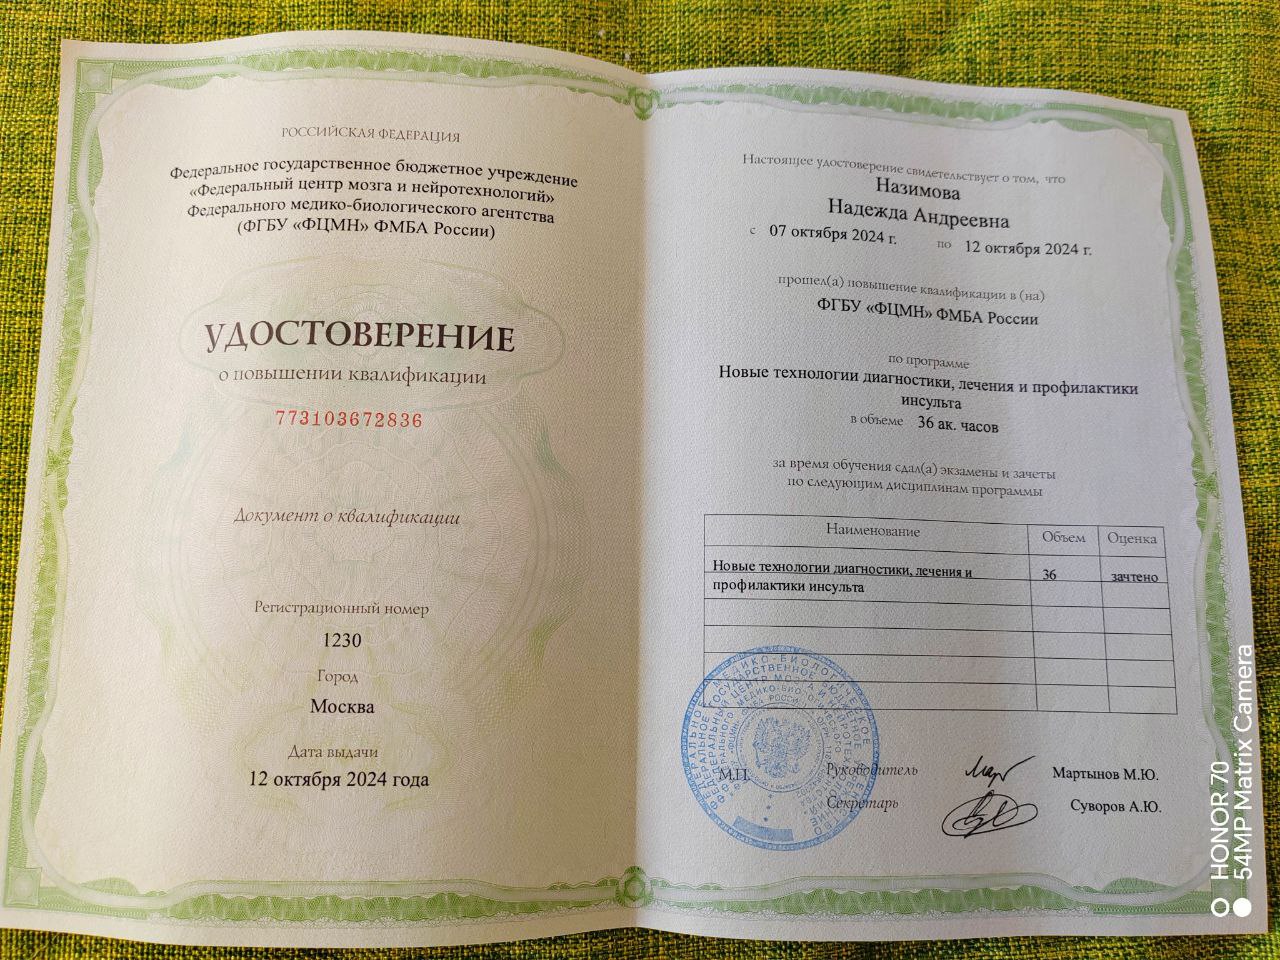 РОССИЙСКАЯ ФЕДЕРАЦИЯ
Федеральное государственное бюджетное учреждение
«Федеральный центр мозга и нейротехнологий»
Федерального медико-биологического агентства
(ФГБУ «ФЦМН» ФМБА России)
УДОСТОВЕРЕНИЕ
о повышении квалификации
773103672836
Документ о квалификации
Регистрационный номер
1230
Город
Москва
Дата выдачи
12 октября 2024 года
Настоящее удостоверение свидетельствует о том, что
Назимова
Надежда Андреевна
с 07 октября 2024 г. по 12 октября 2024 г.
прошел(а) повышение квалификации в (на)
ФГБУ «ФЦМН» ФМБА России
по программе
Новые технологии диагностики, лечения и профилактики
инсульта
в объеме 36 ак. часов
за время обучения сдал(а) экзамены и зачеты
по следующим дисциплинам программы
Наименование Объем Оценка
Новые технологии диагностики, лечения и 36 зачтено
профилактики инсульта
М.П. Руководитель Мартынов М.Ю.
Секретарь Суворов А.Ю.
HONOR 70
54MP Matrix Camera